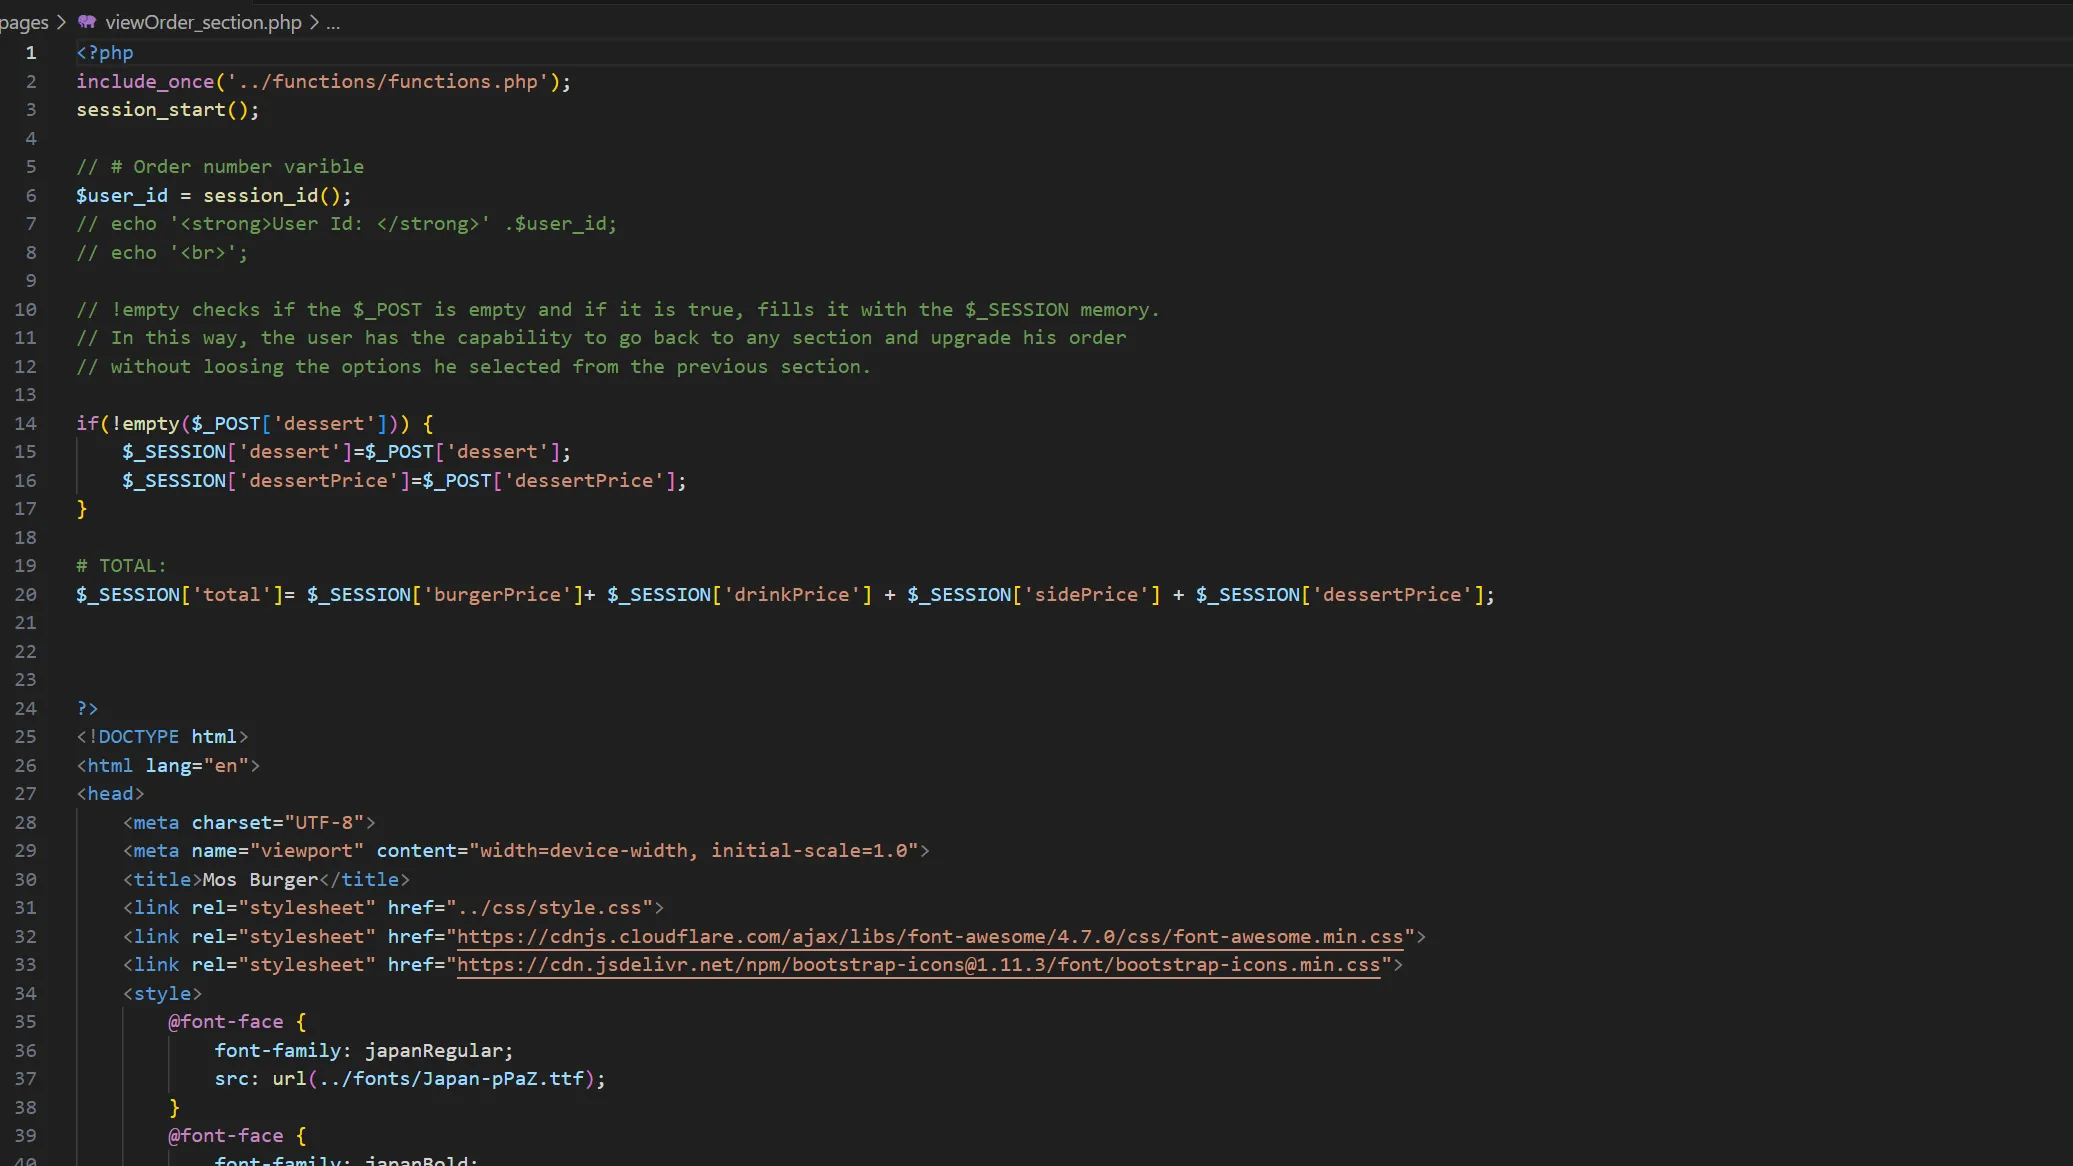 pages > viewOrder_section.php > ...
1 <?php
2 include_once('../functions/functions.php');
3 session_start();
4
5 // # Order number varible
6 $user_id = session_id();
7 // echo '<strong>User Id: </strong>' .$user_id;
8 // echo '<br>';
9
10 // !empty checks if the $_POST is empty and if it is true, fills it with the $_SESSION memory.
11 // In this way, the user has the capability to go back to any section and upgrade his order
12 // without loosing the options he selected from the previous section.
13
14 if(!empty($_POST['dessert'])) {
15     $_SESSION['dessert']=$_POST['dessert'];
16     $_SESSION['dessertPrice']=$_POST['dessertPrice'];
17 }
18
19 # TOTAL:
20 $_SESSION['total']= $_SESSION['burgerPrice']+ $_SESSION['drinkPrice'] + $_SESSION['sidePrice'] + $_SESSION['dessertPrice'];
21
22
23
24 ?>
25 <!DOCTYPE html>
26 <html lang="en">
27 <head>
28     <meta charset="UTF-8">
29     <meta name="viewport" content="width=device-width, initial-scale=1.0">
30     <title>Mos Burger</title>
31     <link rel="stylesheet" href="../css/style.css">
32     <link rel="stylesheet" href="https://cdnjs.cloudflare.com/ajax/libs/font-awesome/4.7.0/css/font-awesome.min.css">
33     <link rel="stylesheet" href="https://cdn.jsdelivr.net/npm/bootstrap-icons@1.11.3/font/bootstrap-icons.min.css">
34     <style>
35         @font-face {
36             font-family: japanRegular;
37             src: url(../fonts/Japan-pPaZ.ttf);
38         }
39         @font-face {
40             font-family: japanBold;